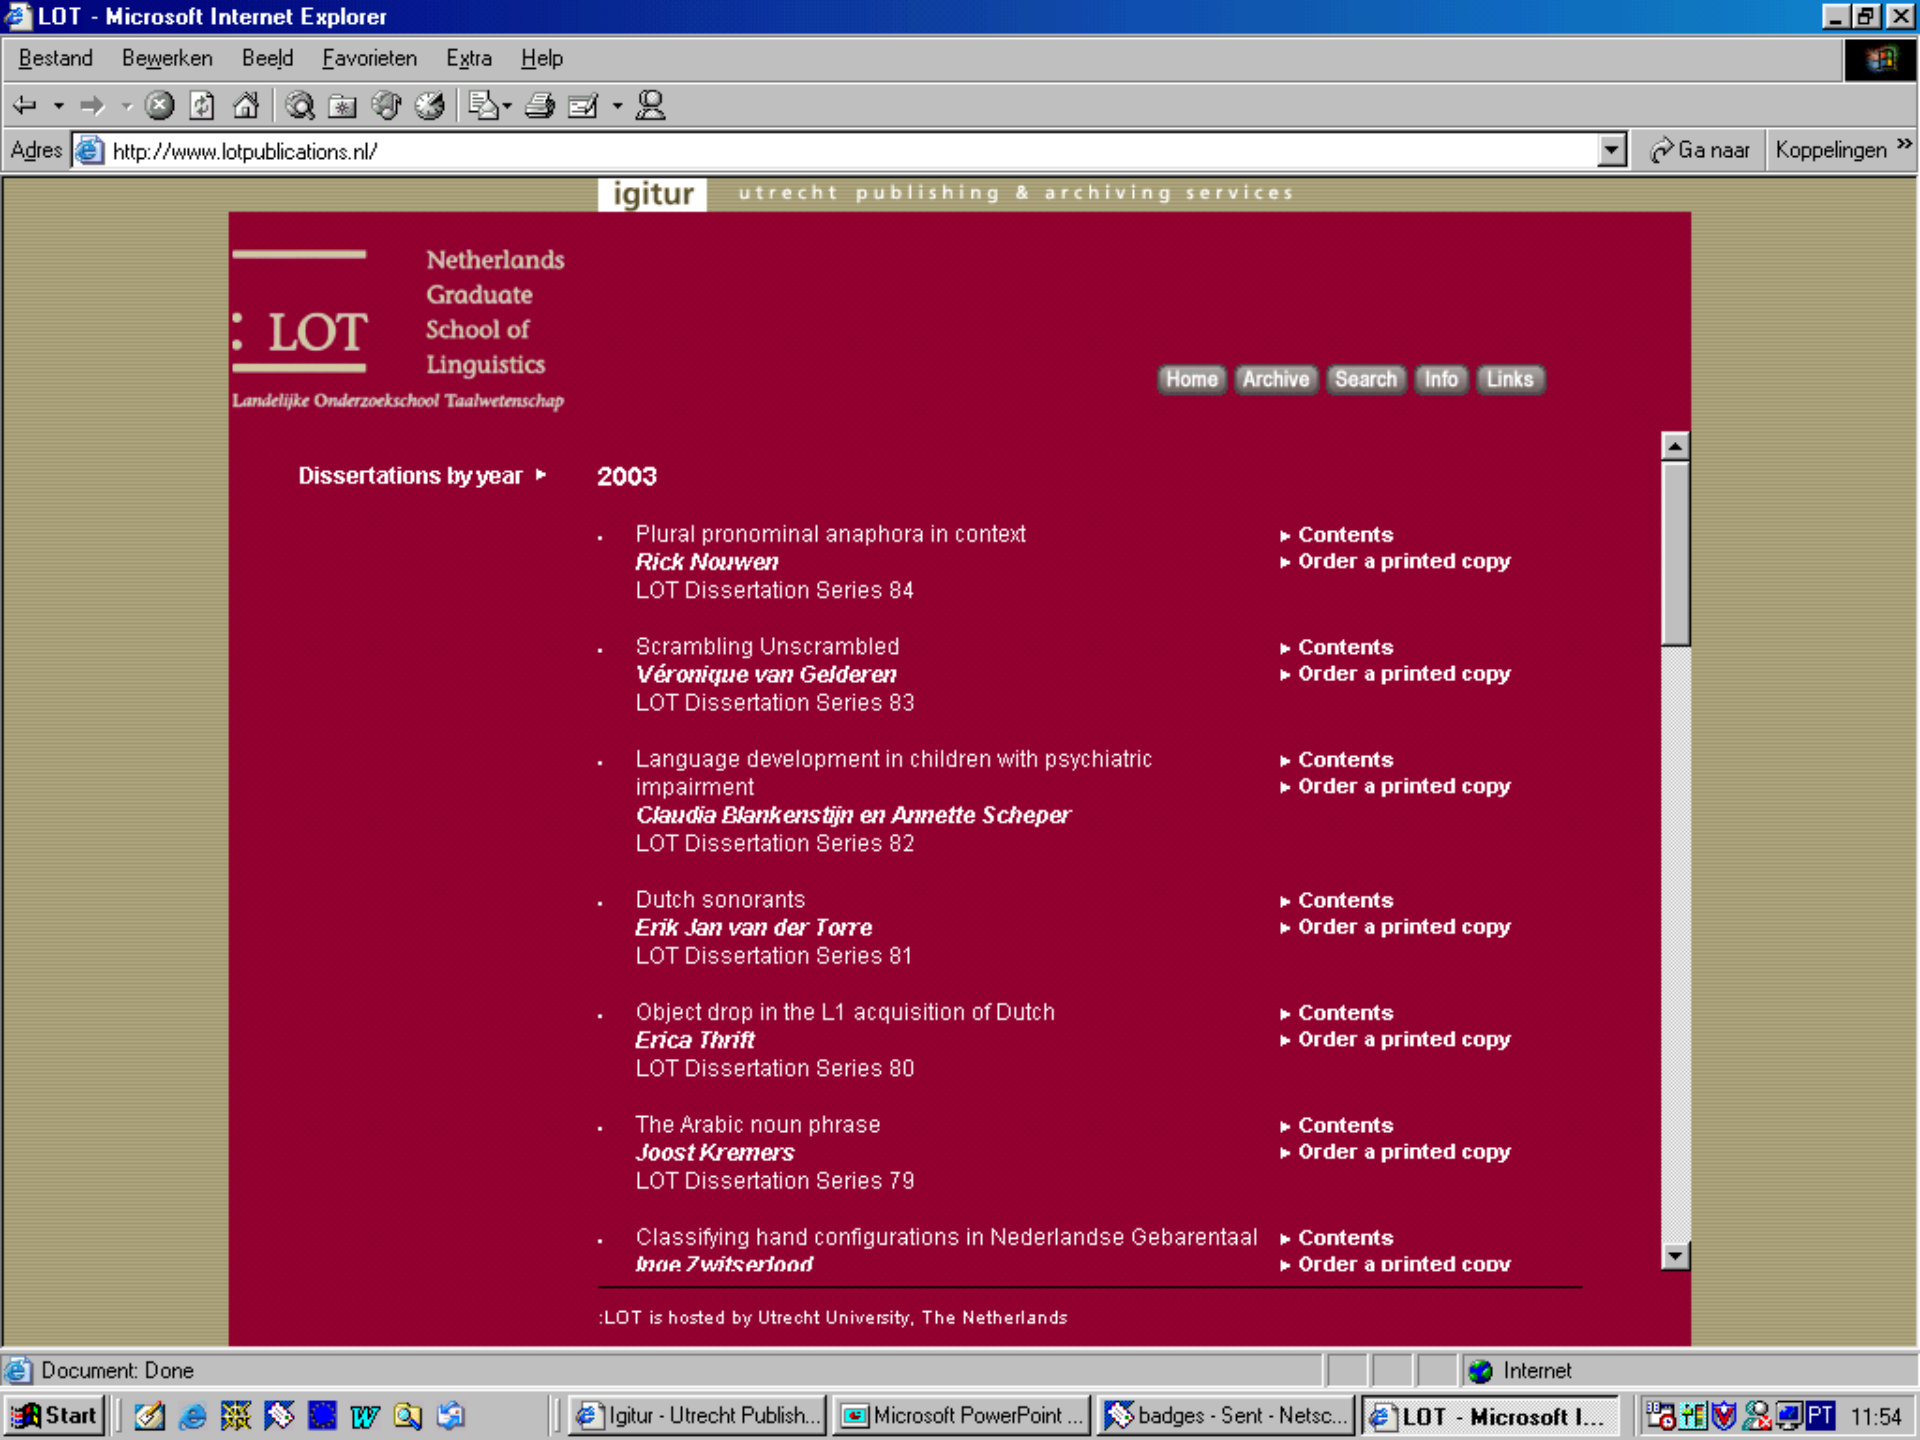 LOT - Microsoft Internet Explorer
Bestand Bewerken Beeld Favorieten Extra Help
Adres http://www.lotpublications.nl/ Ga naar Koppelingen »
igitur utrecht publishing & archiving services
Netherlands
Graduate
: LOT School of
Linguistics
Landelijke Onderzoekschool Taalwetenschap
Home Archive Search Info Links
Dissertations by year 2003
Plural pronominal anaphora in context Contents
Rick Nouwen Order a printed copy
LOT Dissertation Series 84
Scrambling Unscrambled Contents
Véronique van Gelderen Order a printed copy
LOT Dissertation Series 83
Language development in children with psychiatric Contents
impairment Order a printed copy
Claudia Blankenstijn en Annette Scheper
LOT Dissertation Series 82
Dutch sonorants Contents
Erik Jan van der Torre Order a printed copy
LOT Dissertation Series 81
Object drop in the L1 acquisition of Dutch Contents
Erica Thrift Order a printed copy
LOT Dissertation Series 80
The Arabic noun phrase Contents
Joost Kremers Order a printed copy
LOT Dissertation Series 79
Classifying hand configurations in Nederlandse Gebarentaal Contents
Inge Zwitserlood Order a printed copy
:LOT is hosted by Utrecht University, The Netherlands
Document: Done Internet
Start Igitur - Utrecht Publish... Microsoft PowerPoint ... badges - Sent - Netsc... LOT - Microsoft I... PT 11:54